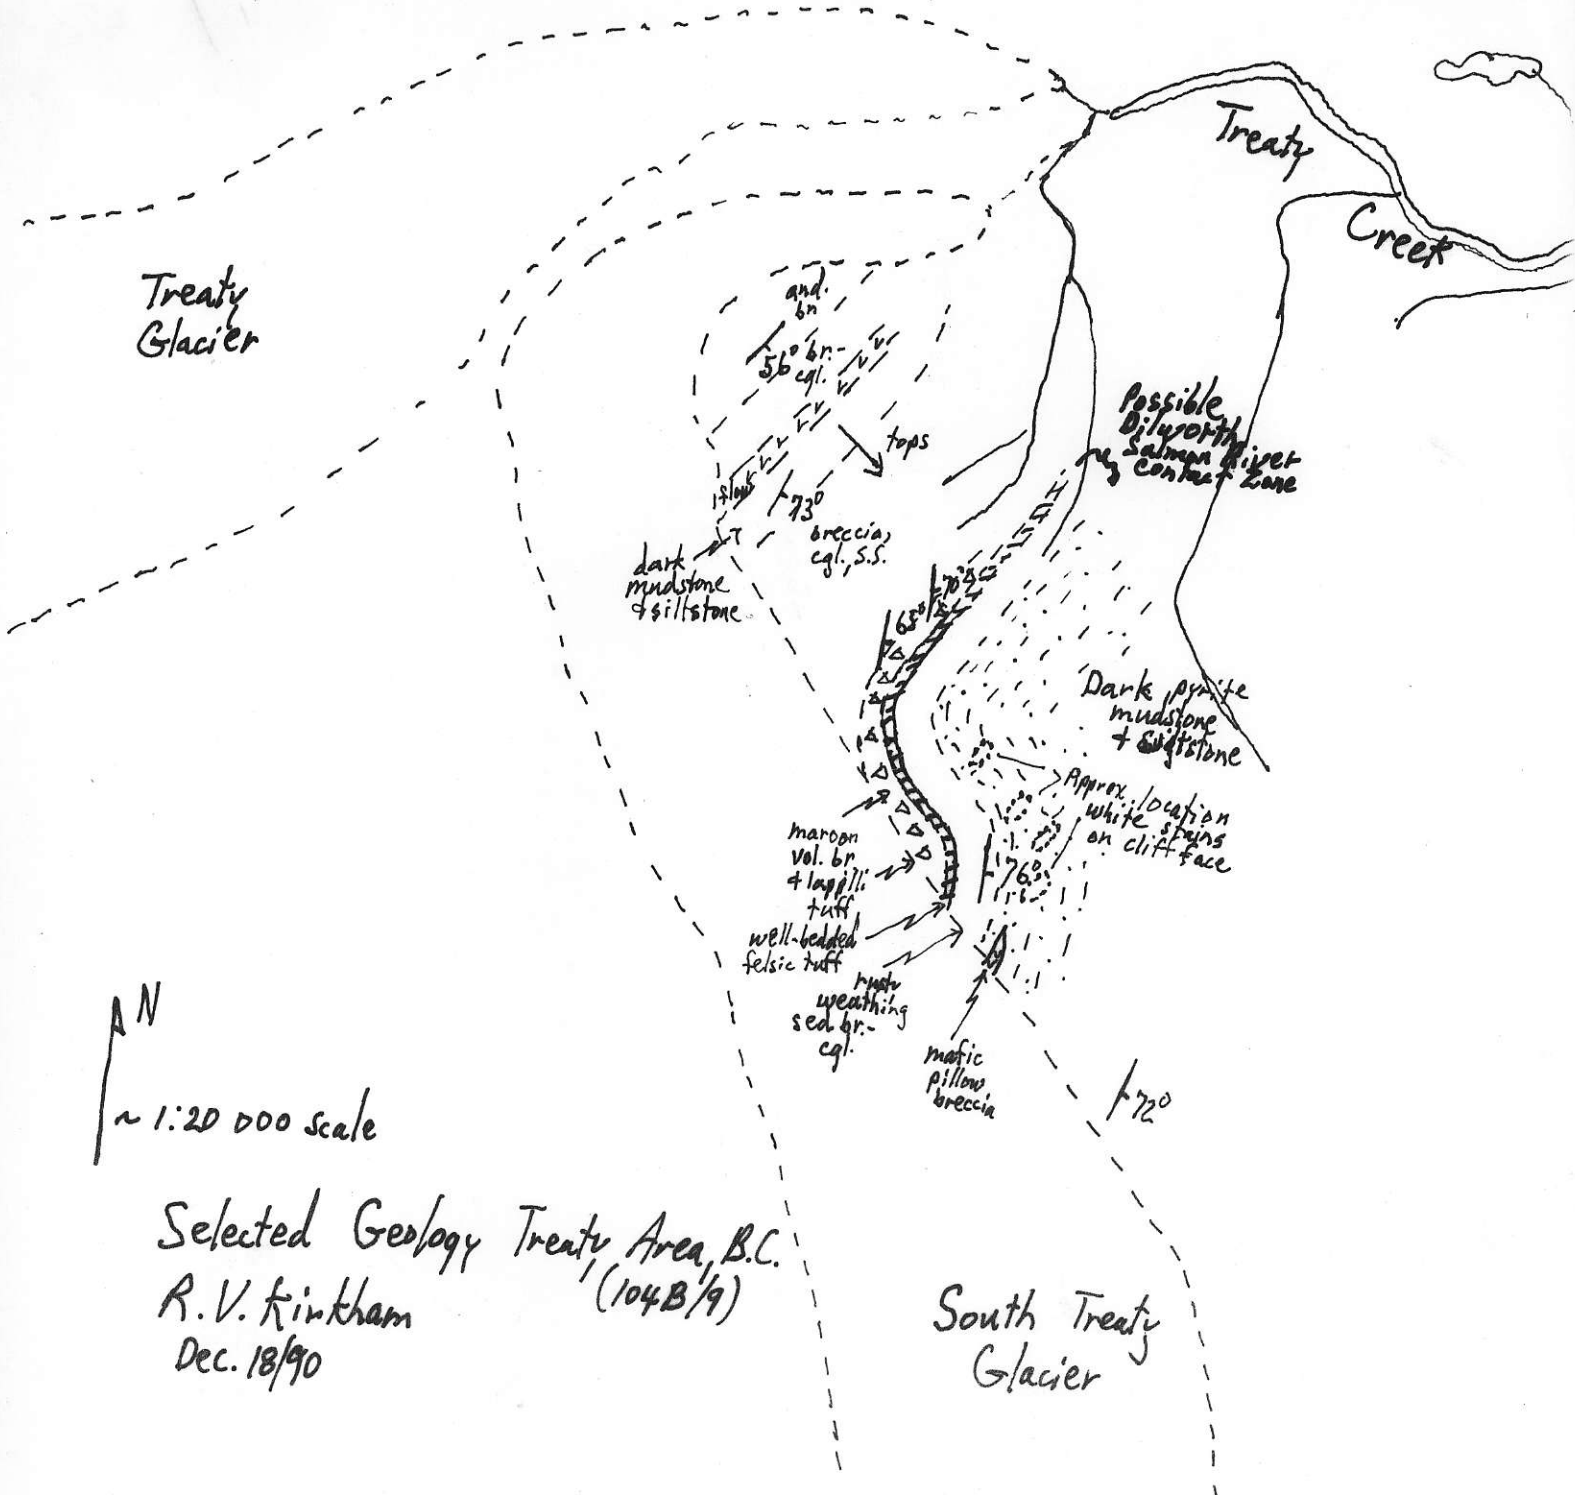 Treaty
Creek
Treaty
Glacier
and.
bn
56° br.-
cgl.
tops
flows
73°
breccia,
cgl., s.s.
dark
mudstone
& siltstone
Possible
Dilworth
Salmon River
Contact Zone
70°
65°
Dark pyrite
mudstone
& siltstone
Approx. location
white stains
on cliff face
76°
maroon
vol. br.
& lapilli
tuff
well-bedded
felsic tuff
rusty
weathing
sed. br.-
cgl.
mafic
pillow
breccia
72°
N
~ 1:20 000 scale
Selected Geology Treaty Area, B.C.
(104B/9)
R.V. Kirkham
Dec. 18/90
South Treaty
Glacier